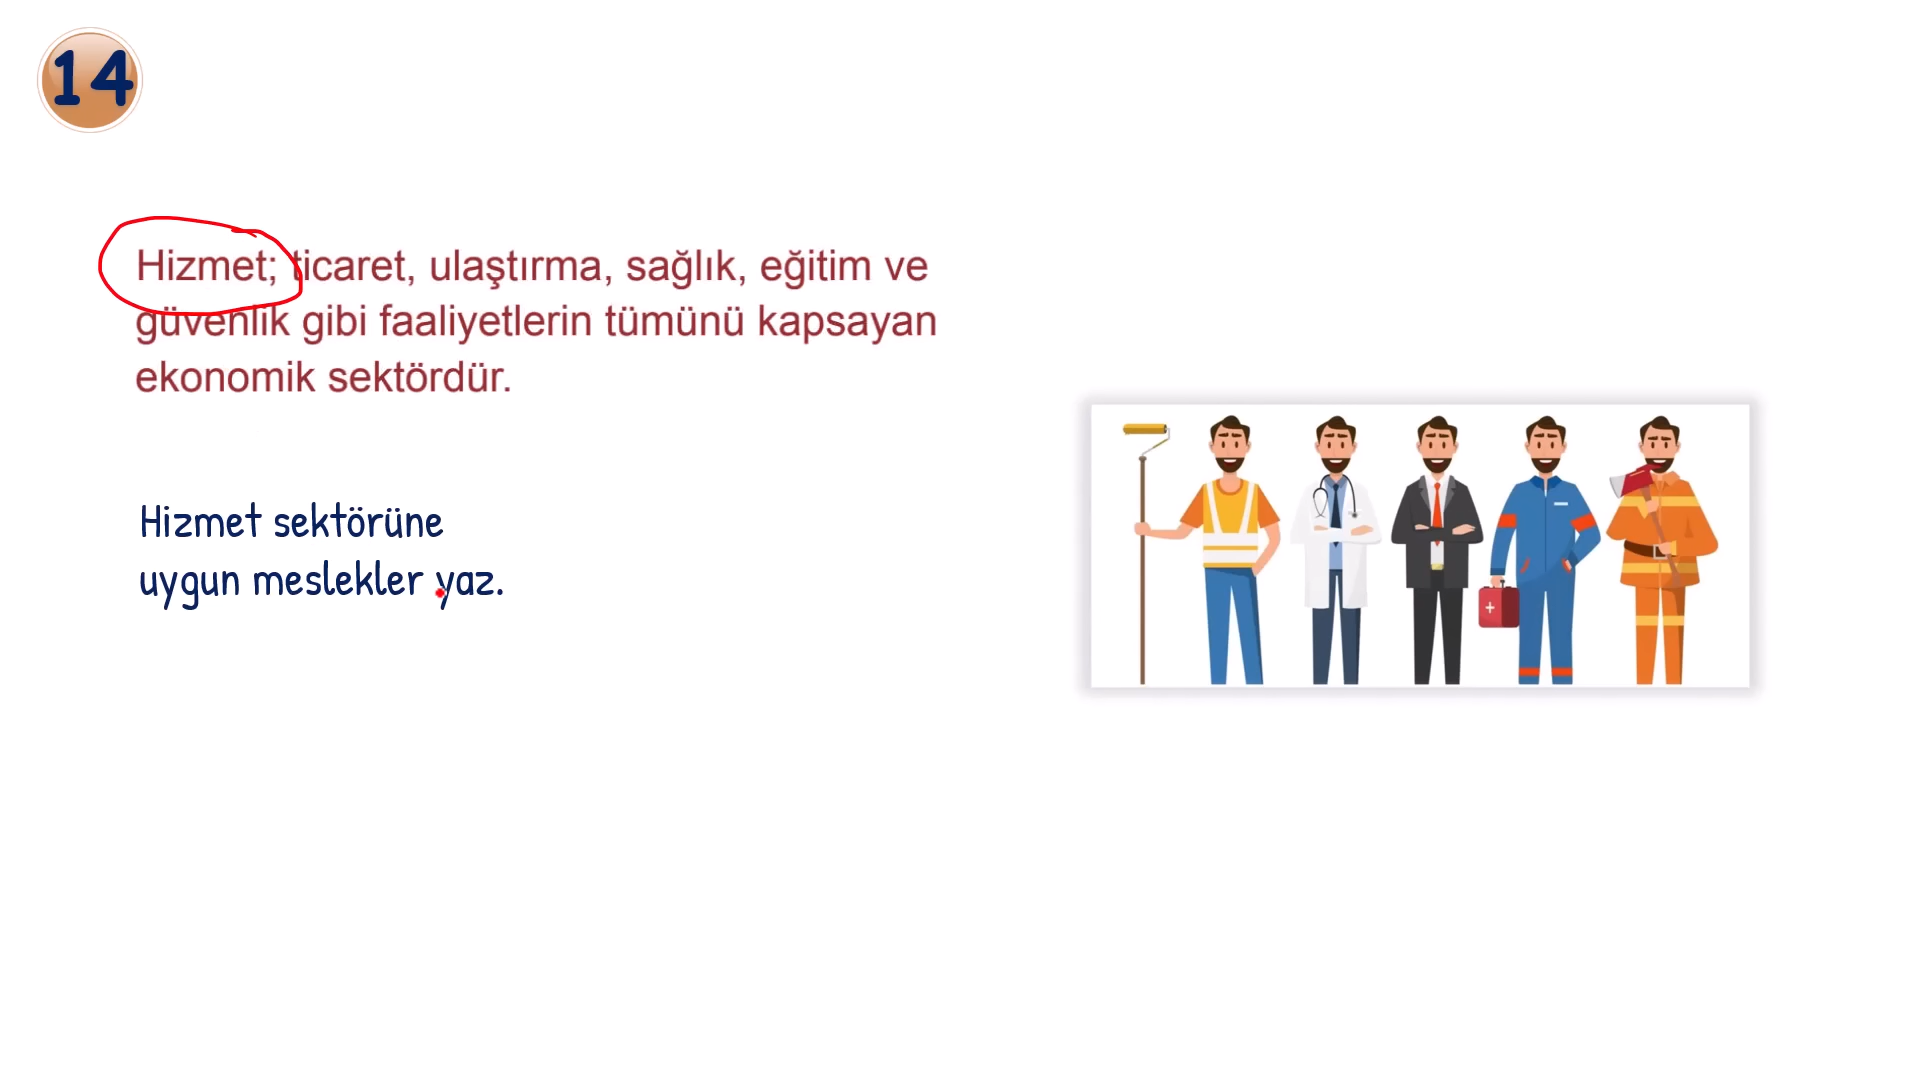 14
Hizmet; ticaret, ulaştırma, sağlık, eğitim ve
güvenlik gibi faaliyetlerin tümünü kapsayan
ekonomik sektördür.
Hizmet sektörüne
uygun meslekler yaz.